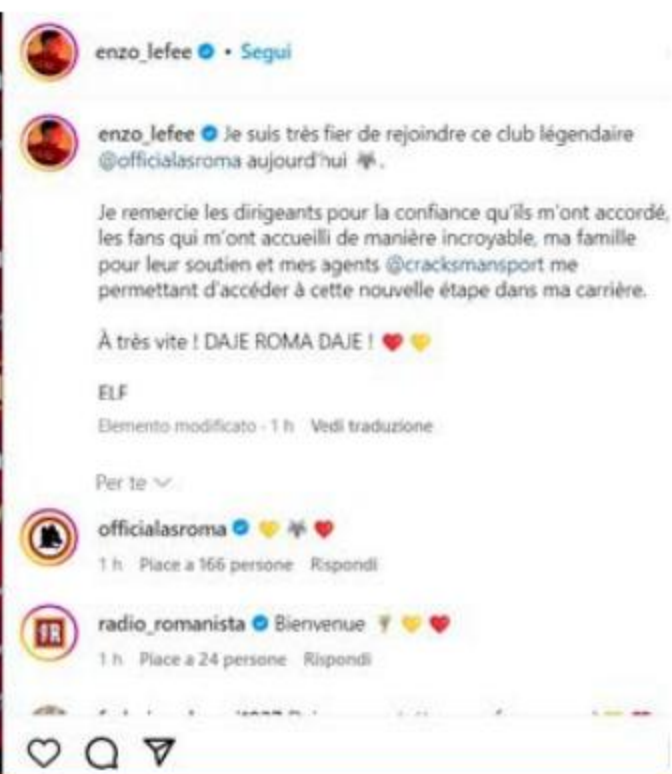 enzo_lefee • Segui
enzo_lefee Je suis très fier de rejoindre ce club légendaire
@officialasroma aujourd'hui 🐺.
Je remercie les dirigeants pour la confiance qu'ils m'ont accordé,
les fans qui m'ont accueilli de manière incroyable, ma famille
pour leur soutien et mes agents @cracksmansport me
permettant d'accéder à cette nouvelle étape dans ma carrière.
À très vite ! DAJE ROMA DAJE ! ❤️ 💛
ELF
Elemento modificato · 1 h Vedi traduzione
Per te
officialasroma 💛 🐺 ❤️
1 h Piace a 166 persone Rispondi
radio_romanista Bienvenue 🥂 💛 ❤️
1 h Piace a 24 persone Rispondi